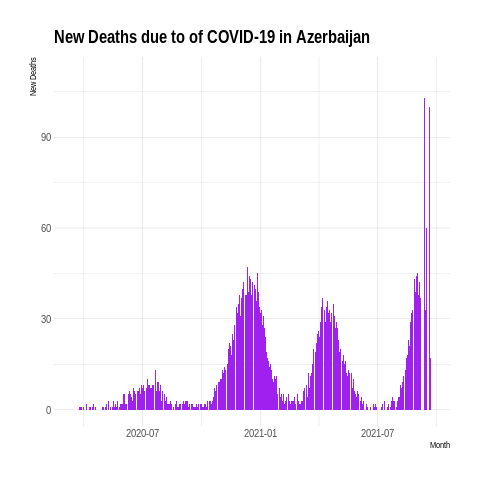 New Deaths due to of COVID-19 in Azerbaijan
New Deaths
90
60
30
0
2020-07
2021-01
2021-07
Month